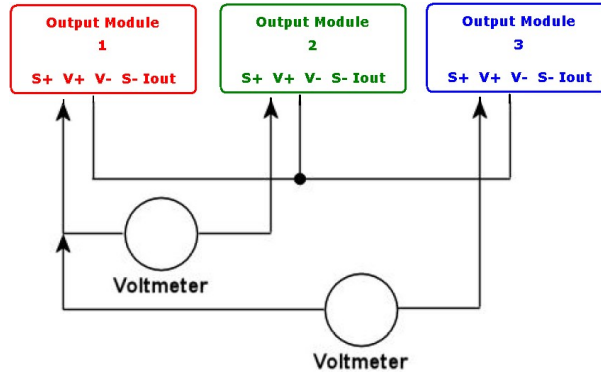 Output Module
1
S+ V+ V- S- Iout
Output Module
2
S+ V+ V- S- Iout
Output Module
3
S+ V+ V- S- Iout
Voltmeter
Voltmeter